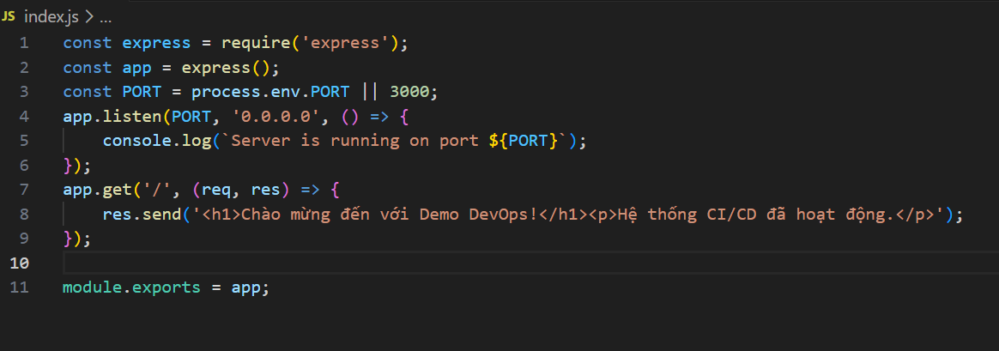 JS index.js > ...
1 const express = require('express');
2 const app = express();
3 const PORT = process.env.PORT || 3000;
4 app.listen(PORT, '0.0.0.0', () => {
5     console.log(`Server is running on port ${PORT}`);
6 });
7 app.get('/', (req, res) => {
8     res.send('<h1>Chào mừng đến với Demo DevOps!</h1><p>Hệ thống CI/CD đã hoạt động.</p>');
9 });
10
11 module.exports = app;